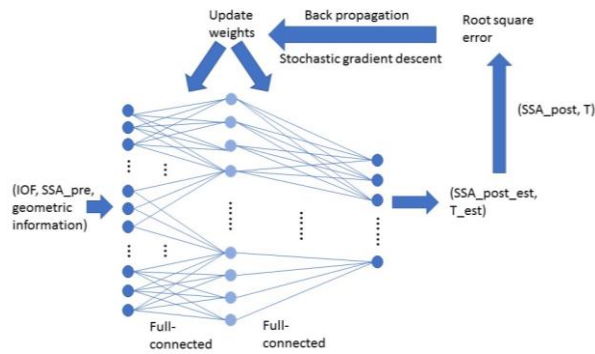 Update
weights
Back propagation
Stochastic gradient descent
Root square
error
(SSA_post, T)
(IOF, SSA_pre,
geometric
information)
(SSA_post_est,
T_est)
Full-
connected
Full-
connected